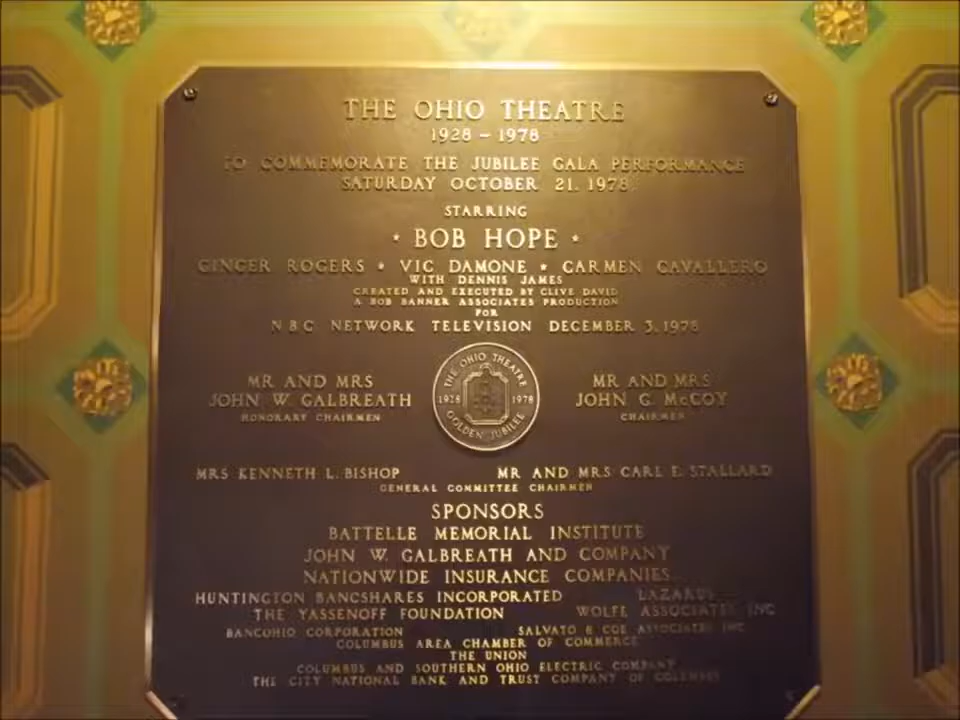 THE OHIO THEATRE
1928 – 1978
TO COMMEMORATE THE JUBILEE GALA PERFORMANCE
SATURDAY OCTOBER 21, 1978
STARRING
* BOB HOPE *
GINGER ROGERS * VIC DAMONE * CARMEN CAVALLERO
WITH DENNIS JAMES
CREATED AND EXECUTED BY CLIVE DAVID
A BOB BANNER ASSOCIATES PRODUCTION
FOR
NBC NETWORK TELEVISION DECEMBER 3, 1978
MR AND MRS
JOHN W. GALBREATH
HONORARY CHAIRMEN
THE OHIO THEATRE
1928 1978
GOLDEN JUBILEE
MR AND MRS
JOHN G. McCOY
CHAIRMEN
MRS KENNETH L. BISHOP MR AND MRS CARL E. STALLARD
GENERAL COMMITTEE CHAIRMEN
SPONSORS
BATTELLE MEMORIAL INSTITUTE
JOHN W. GALBREATH AND COMPANY
NATIONWIDE INSURANCE COMPANIES
HUNTINGTON BANCSHARES INCORPORATED LAZARUS
THE YASSENOFF FOUNDATION WOLFE ASSOCIATES INC
BANCOHIO CORPORATION SALVATO & COE ASSOCIATES INC
COLUMBUS AREA CHAMBER OF COMMERCE
THE UNION
COLUMBUS AND SOUTHERN OHIO ELECTRIC COMPANY
THE CITY NATIONAL BANK AND TRUST COMPANY OF COLUMBUS